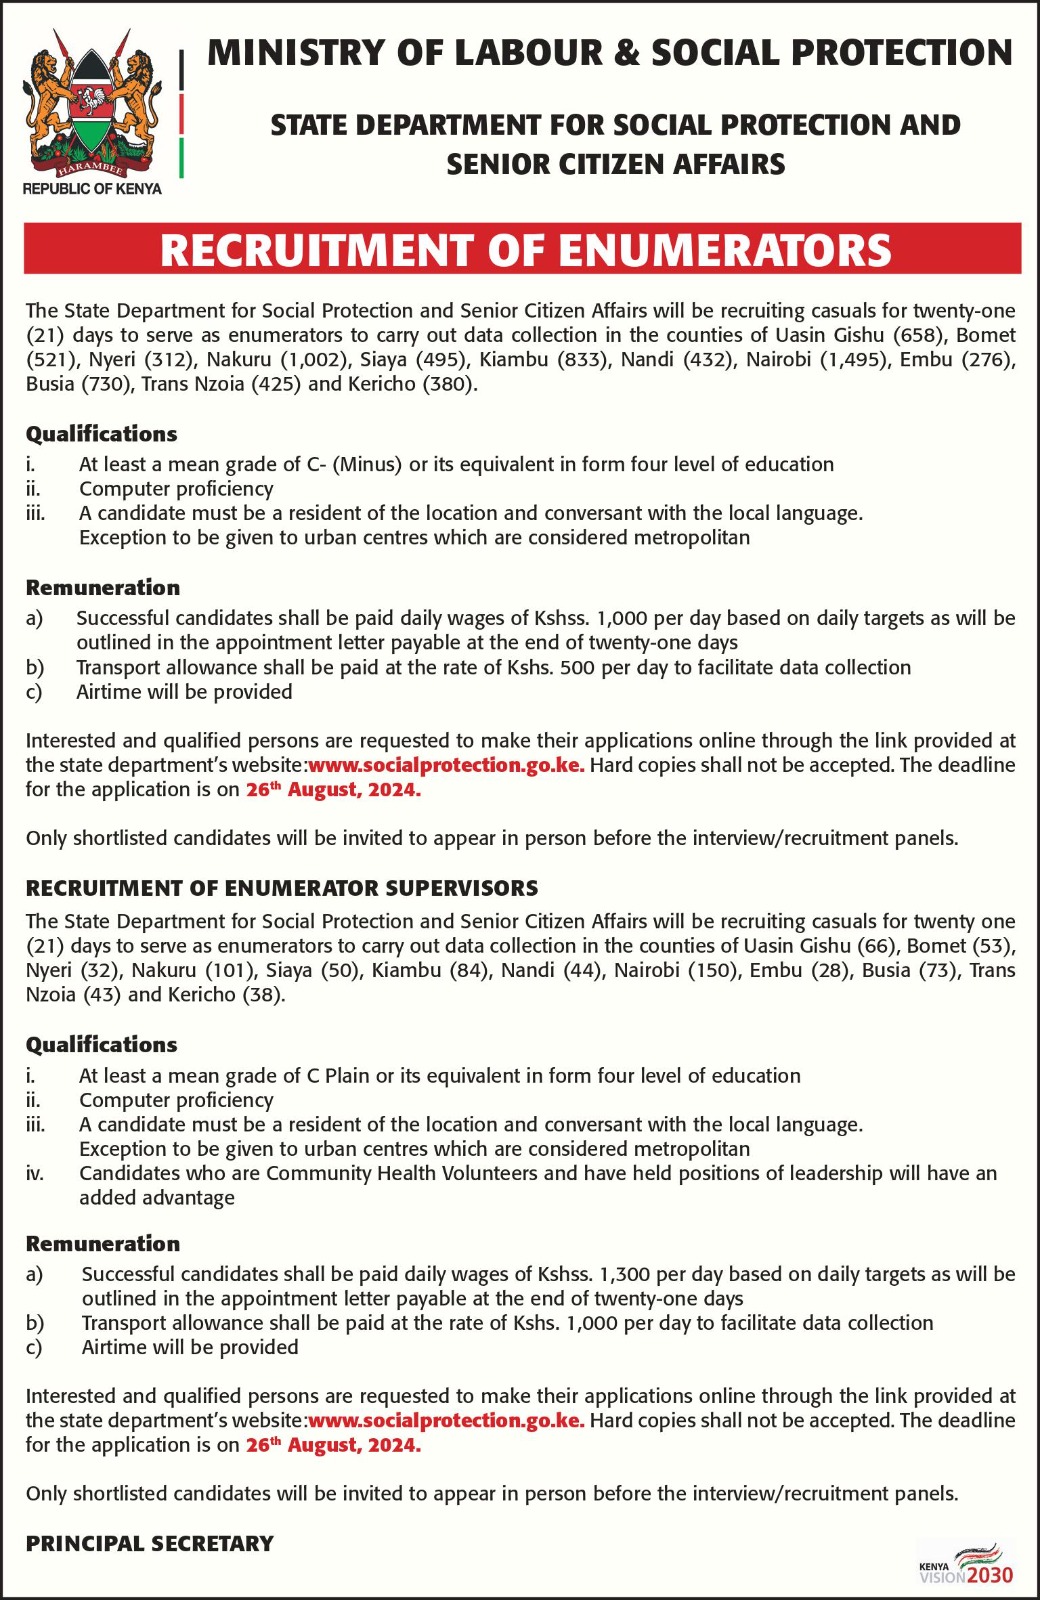 MINISTRY OF LABOUR & SOCIAL PROTECTION
STATE DEPARTMENT FOR SOCIAL PROTECTION AND
SENIOR CITIZEN AFFAIRS
HARAMBEE
REPUBLIC OF KENYA
RECRUITMENT OF ENUMERATORS
The State Department for Social Protection and Senior Citizen Affairs will be recruiting casuals for twenty-one
(21) days to serve as enumerators to carry out data collection in the counties of Uasin Gishu (658), Bomet
(521), Nyeri (312), Nakuru (1,002), Siaya (495), Kiambu (833), Nandi (432), Nairobi (1,495), Embu (276),
Busia (730), Trans Nzoia (425) and Kericho (380).
Qualifications
i. At least a mean grade of C- (Minus) or its equivalent in form four level of education
ii. Computer proficiency
iii. A candidate must be a resident of the location and conversant with the local language.
Exception to be given to urban centres which are considered metropolitan
Remuneration
a) Successful candidates shall be paid daily wages of Kshss. 1,000 per day based on daily targets as will be
outlined in the appointment letter payable at the end of twenty-one days
b) Transport allowance shall be paid at the rate of Kshs. 500 per day to facilitate data collection
c) Airtime will be provided
Interested and qualified persons are requested to make their applications online through the link provided at
the state department's website:www.socialprotection.go.ke. Hard copies shall not be accepted. The deadline
for the application is on 26th August, 2024.
Only shortlisted candidates will be invited to appear in person before the interview/recruitment panels.
RECRUITMENT OF ENUMERATOR SUPERVISORS
The State Department for Social Protection and Senior Citizen Affairs will be recruiting casuals for twenty one
(21) days to serve as enumerators to carry out data collection in the counties of Uasin Gishu (66), Bomet (53),
Nyeri (32), Nakuru (101), Siaya (50), Kiambu (84), Nandi (44), Nairobi (150), Embu (28), Busia (73), Trans
Nzoia (43) and Kericho (38).
Qualifications
i. At least a mean grade of C Plain or its equivalent in form four level of education
ii. Computer proficiency
iii. A candidate must be a resident of the location and conversant with the local language.
Exception to be given to urban centres which are considered metropolitan
iv. Candidates who are Community Health Volunteers and have held positions of leadership will have an
added advantage
Remuneration
a) Successful candidates shall be paid daily wages of Kshss. 1,300 per day based on daily targets as will be
outlined in the appointment letter payable at the end of twenty-one days
b) Transport allowance shall be paid at the rate of Kshs. 1,000 per day to facilitate data collection
c) Airtime will be provided
Interested and qualified persons are requested to make their applications online through the link provided at
the state department's website:www.socialprotection.go.ke. Hard copies shall not be accepted. The deadline
for the application is on 26th August, 2024.
Only shortlisted candidates will be invited to appear in person before the interview/recruitment panels.
PRINCIPAL SECRETARY
KENYA
VISION 2030